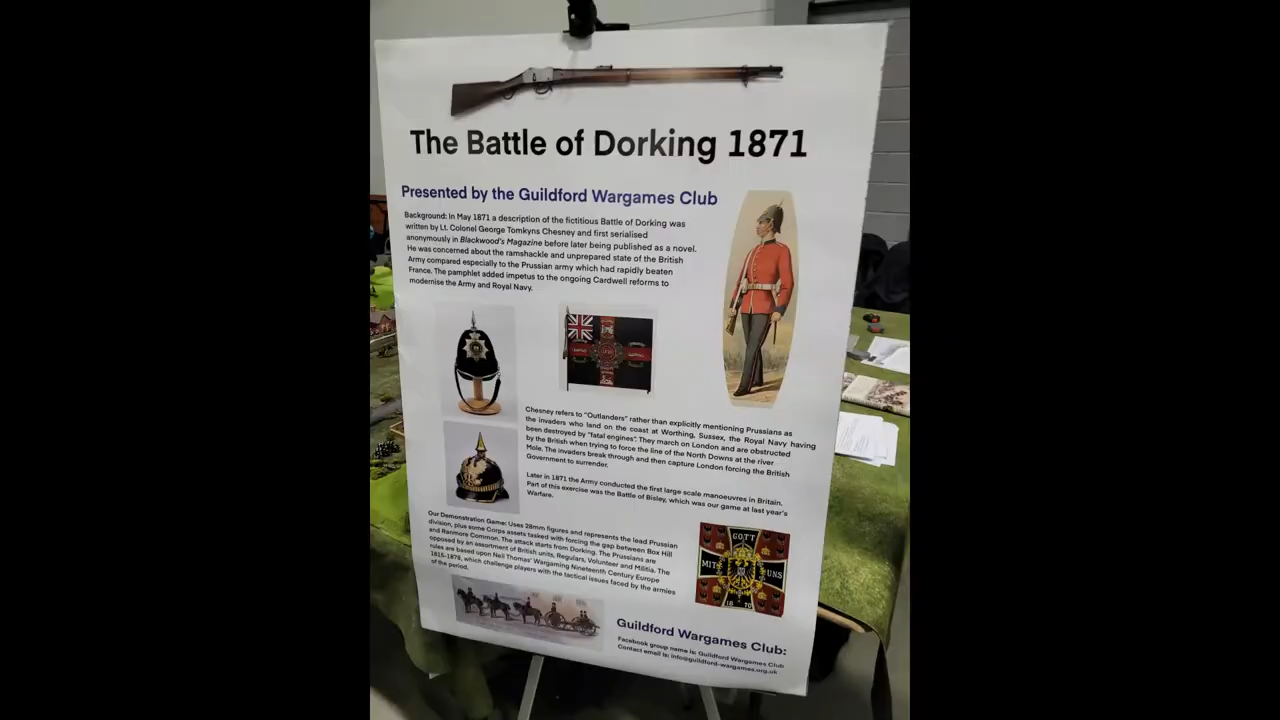 The Battle of Dorking 1871
Presented by the Guildford Wargames Club
Background: In May 1871 a description of the fictitious Battle of Dorking was
written by Lt. Colonel George Tomkyns Chesney and first serialised
anonymously in Blackwood's Magazine before later being published as a novel.
He was concerned about the ramshackle and unprepared state of the British
Army compared especially to the Prussian army which had rapidly beaten
France. The pamphlet added impetus to the ongoing Cardwell reforms to
modernise the Army and Royal Navy.
Chesney refers to "Outlanders" rather than explicitly mentioning Prussians as
the invaders who land on the coast at Worthing, Sussex, the Royal Navy having
been destroyed by "fatal engines". They march on London and are obstructed
by the British when trying to force the line of the North Downs at the river
Mole. The invaders break through and then capture London forcing the British
Government to surrender.
Later in 1871 the Army conducted the first large scale manoeuvres in Britain.
Part of this exercise was the Battle of Bisley, which was our game at last year's
Warfare.
Our Demonstration Game: Uses 28mm figures and represents the lead Prussian
division, plus some Corps assets tasked with forcing the gap between Box Hill
and Ranmore Common. The attack starts from Dorking. The Prussians are
opposed by an assortment of British units, Regulars, Volunteer and Militia. The
rules are based upon Neil Thomas' Wargaming Nineteenth Century Europe
1815-1878, which challenge players with the tactical issues faced by the armies
of the period.
GOTT
MIT UNS
18 70
Guildford Wargames Club:
Facebook group name is: Guildford Wargames Club
Contact email is: info@guildford-wargames.org.uk